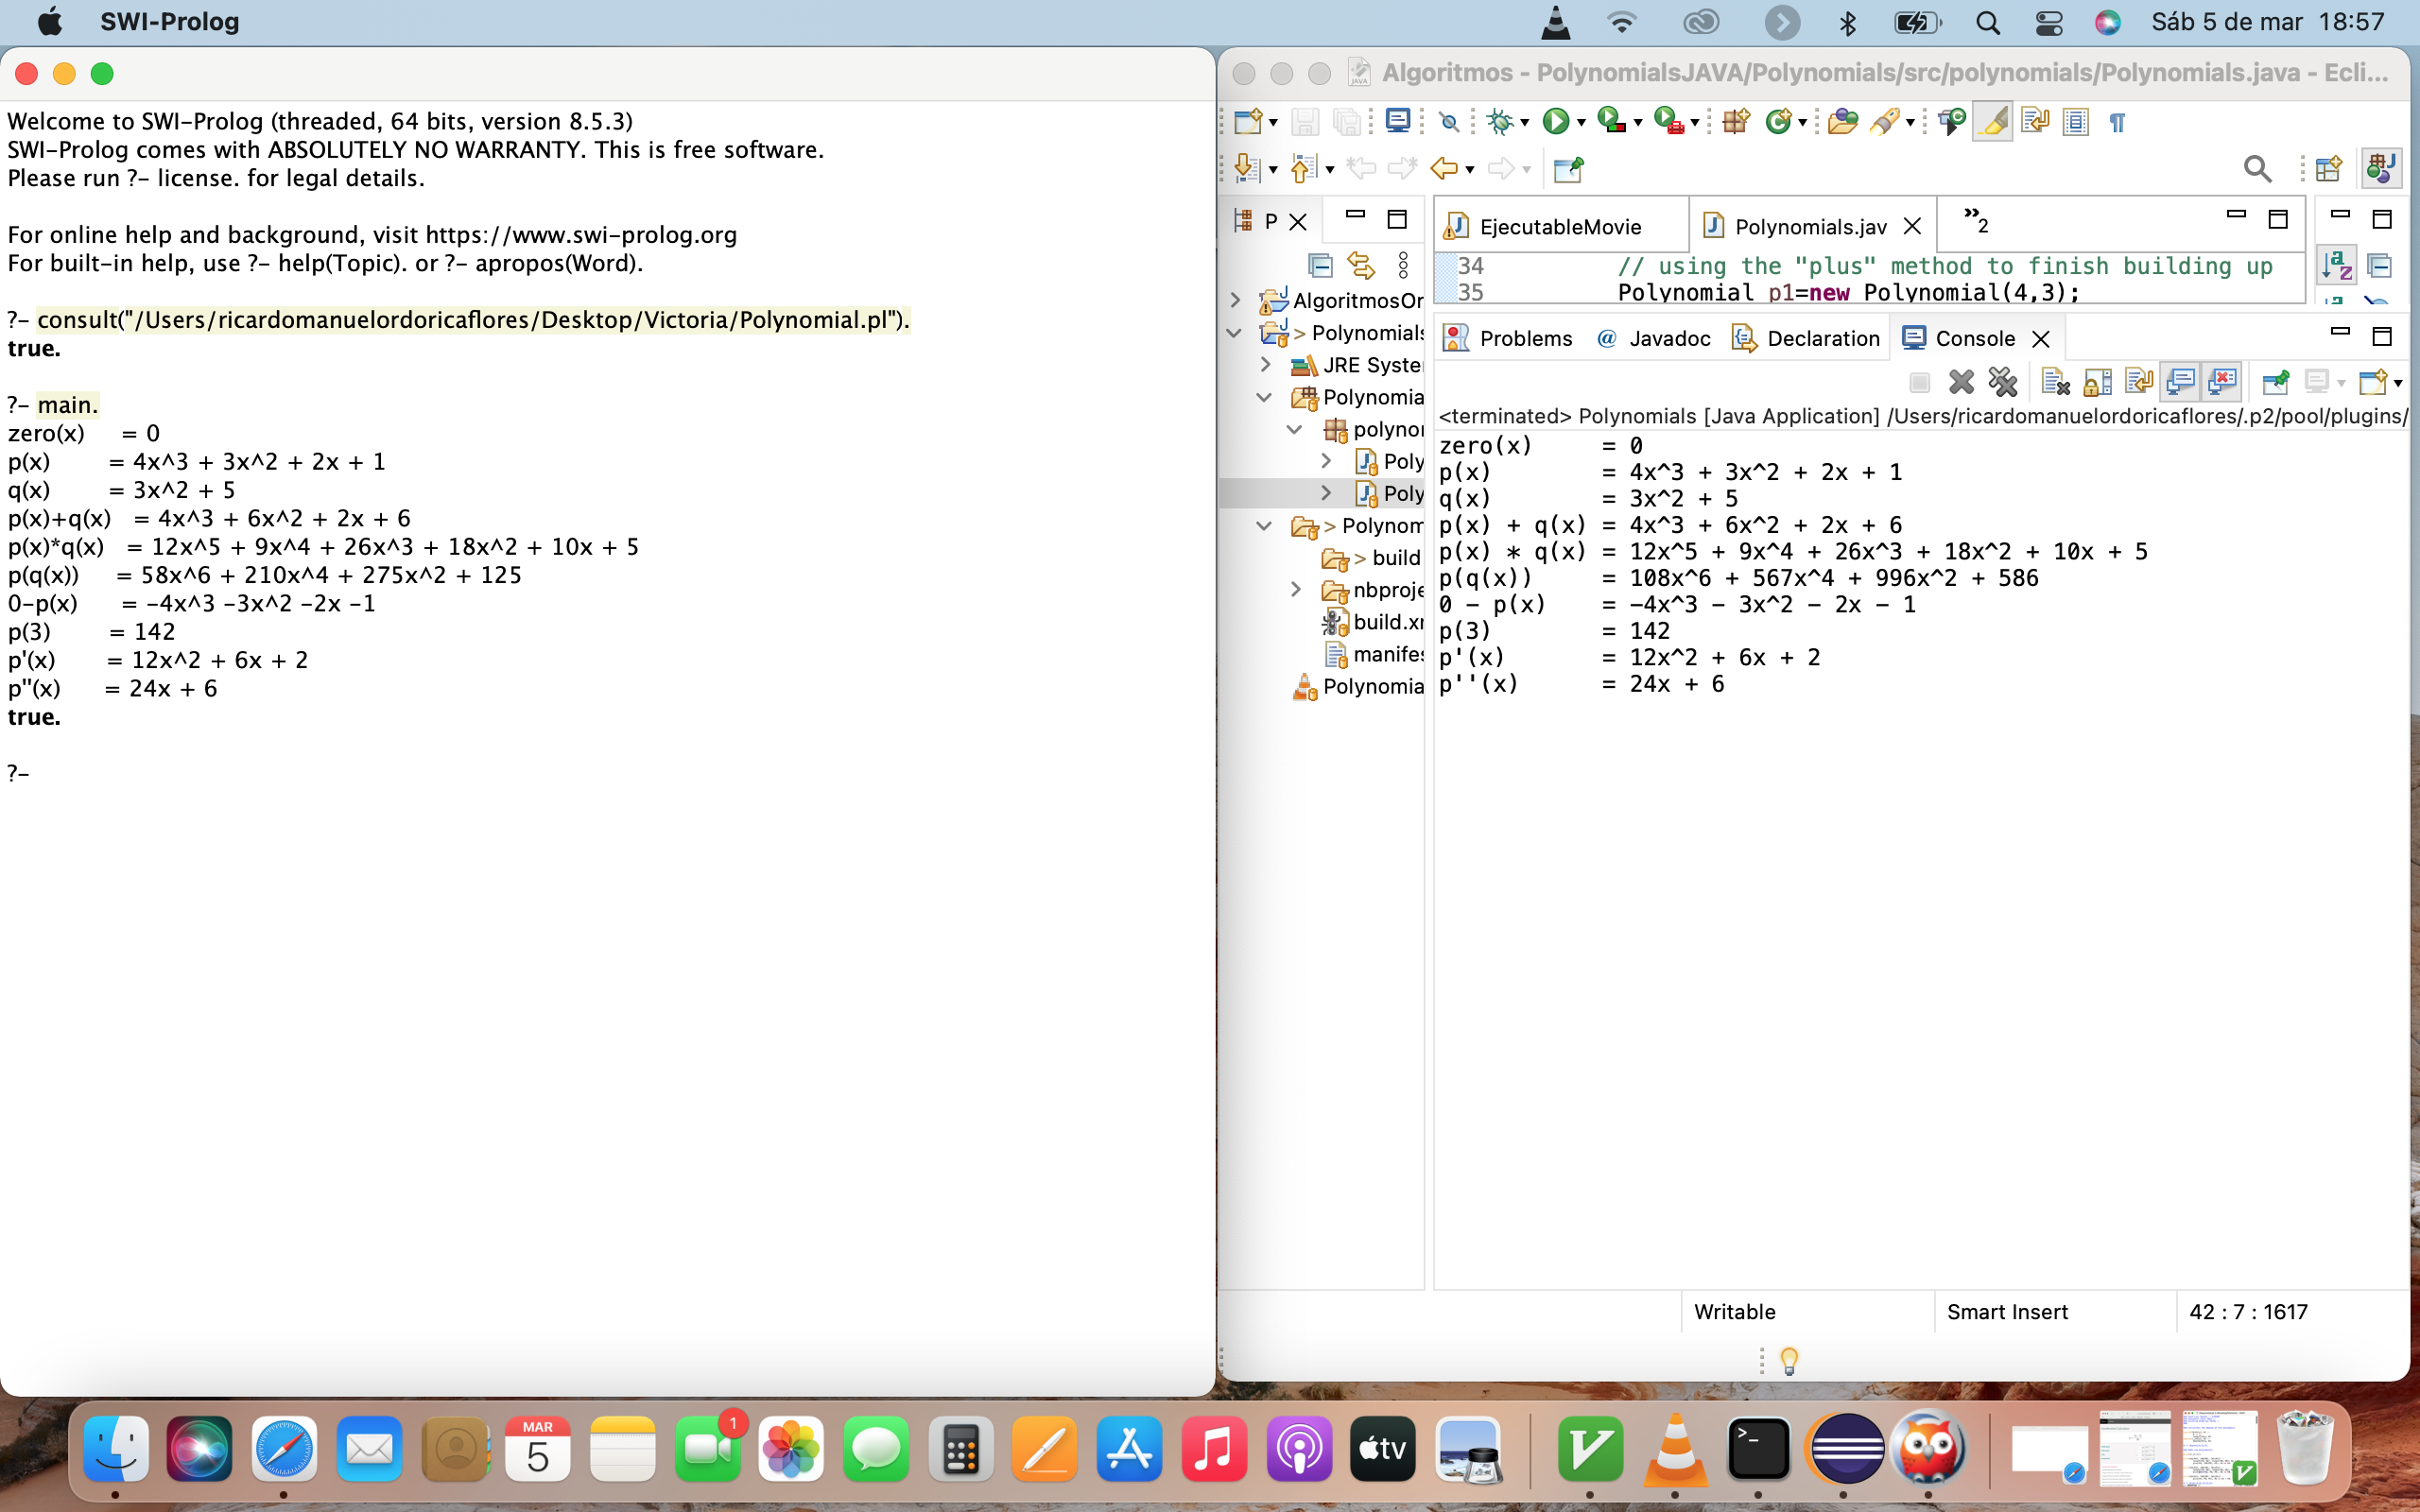 SWI-Prolog
Sáb 5 de mar 18:57
Welcome to SWI-Prolog (threaded, 64 bits, version 8.5.3)
SWI-Prolog comes with ABSOLUTELY NO WARRANTY. This is free software.
Please run ?- license. for legal details.
For online help and background, visit https://www.swi-prolog.org
For built-in help, use ?- help(Topic). or ?- apropos(Word).
?- consult("/Users/ricardomanuelordoricaflores/Desktop/Victoria/Polynomial.pl").
true.
?- main.
zero(x) = 0
p(x) = 4x^3 + 3x^2 + 2x + 1
q(x) = 3x^2 + 5
p(x)+q(x) = 4x^3 + 6x^2 + 2x + 6
p(x)*q(x) = 12x^5 + 9x^4 + 26x^3 + 18x^2 + 10x + 5
p(q(x)) = 58x^6 + 210x^4 + 275x^2 + 125
0-p(x) = -4x^3 -3x^2 -2x -1
p(3) = 142
p'(x) = 12x^2 + 6x + 2
p''(x) = 24x + 6
true.
?-
Algoritmos - PolynomialsJAVA/Polynomials/src/polynomials/Polynomials.java - Ecli...
P
AlgoritmosOr
> Polynomials
JRE Syste
Polynomia
polynor
Poly
Poly
> Polynom
> build
nbproje
build.xr
manifes
Polynomia
EjecutableMovie
Polynomials.jav
»2
34 // using the "plus" method to finish building up
35 Polynomial p1=new Polynomial(4,3);
Problems
@ Javadoc
Declaration
Console
<terminated> Polynomials [Java Application] /Users/ricardomanuelordoricaflores/.p2/pool/plugins/
zero(x) = 0
p(x) = 4x^3 + 3x^2 + 2x + 1
q(x) = 3x^2 + 5
p(x) + q(x) = 4x^3 + 6x^2 + 2x + 6
p(x) * q(x) = 12x^5 + 9x^4 + 26x^3 + 18x^2 + 10x + 5
p(q(x)) = 108x^6 + 567x^4 + 996x^2 + 586
0 - p(x) = -4x^3 - 3x^2 - 2x - 1
p(3) = 142
p'(x) = 12x^2 + 6x + 2
p''(x) = 24x + 6
Writable
Smart Insert
42 : 7 : 1617
MAR
5
1
tv